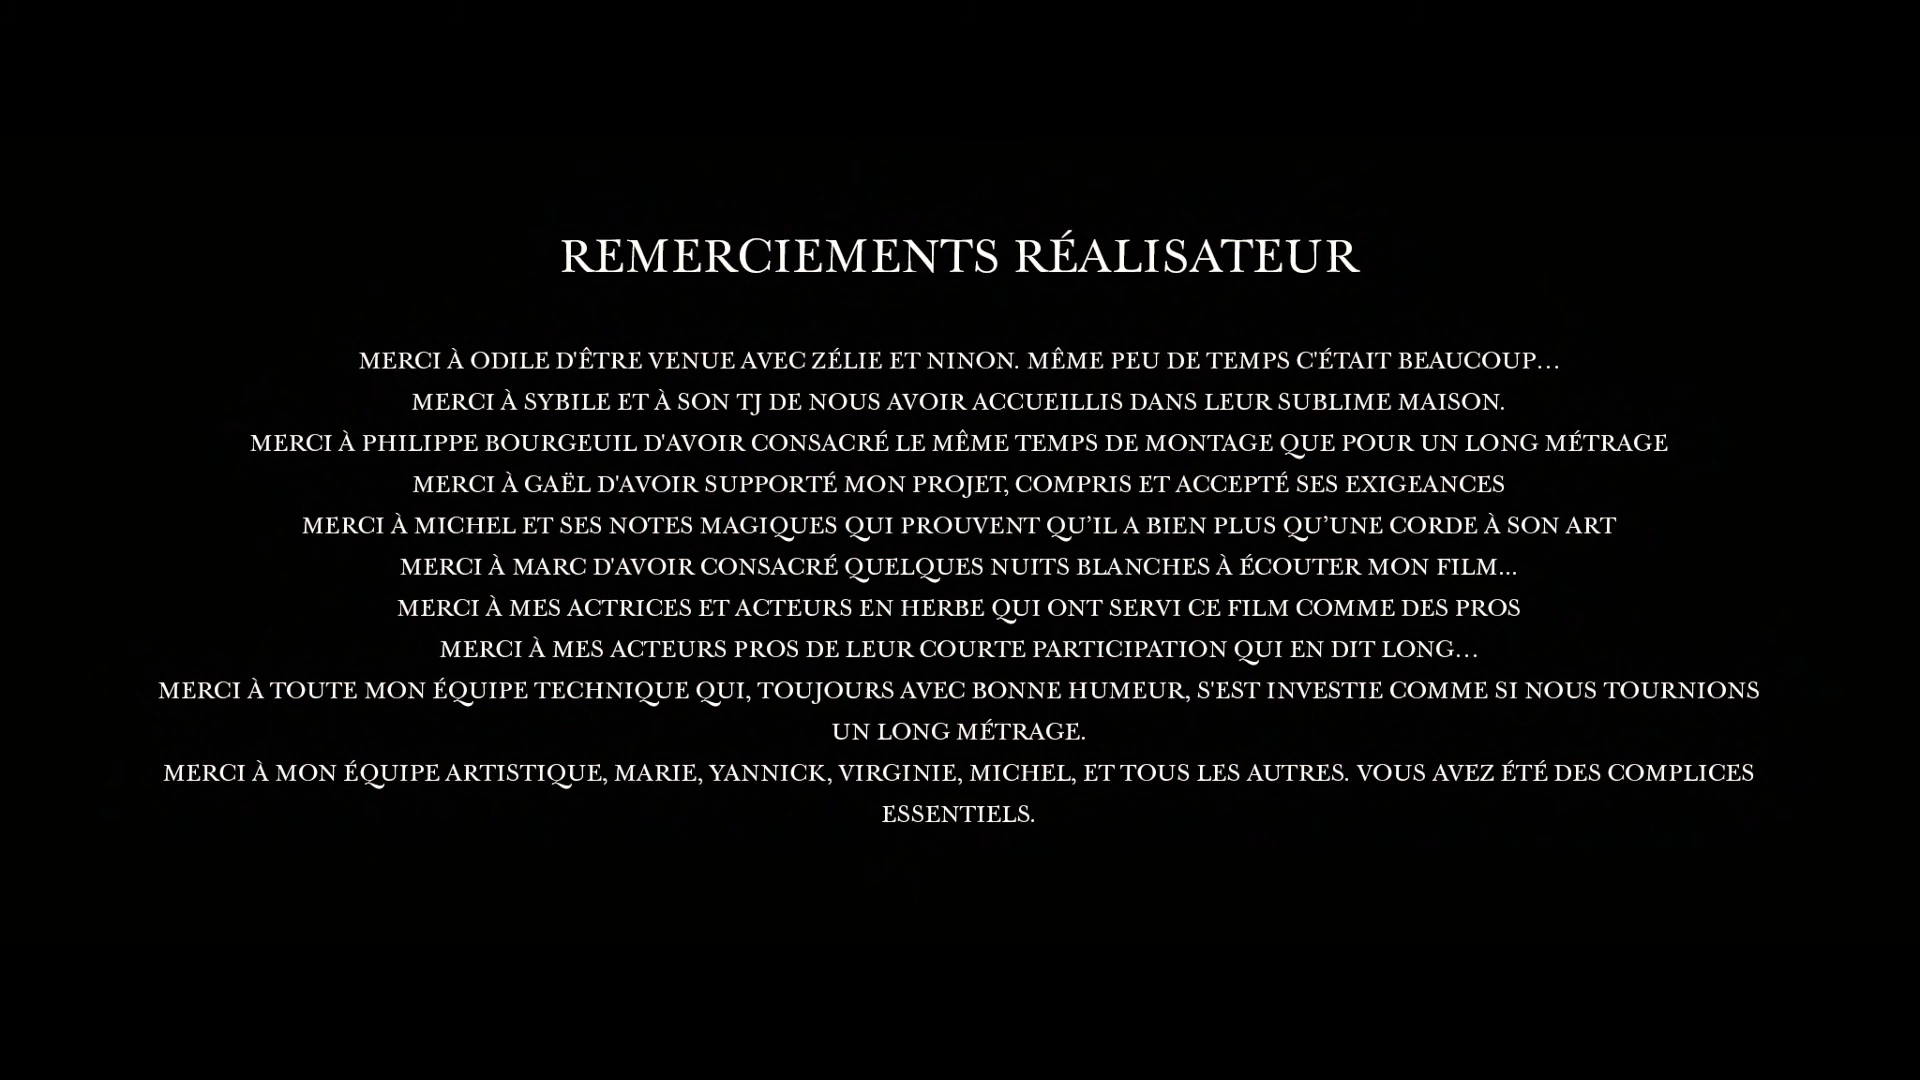 REMERCIEMENTS RÉALISATEUR
MERCI À ODILE D'ÊTRE VENUE AVEC ZÉLIE ET NINON. MÊME PEU DE TEMPS C'ÉTAIT BEAUCOUP…
MERCI À SYBILE ET À SON TJ DE NOUS AVOIR ACCUEILLIS DANS LEUR SUBLIME MAISON.
MERCI À PHILIPPE BOURGEUIL D'AVOIR CONSACRÉ LE MÊME TEMPS DE MONTAGE QUE POUR UN LONG MÉTRAGE
MERCI À GAËL D'AVOIR SUPPORTÉ MON PROJET, COMPRIS ET ACCEPTÉ SES EXIGEANCES
MERCI À MICHEL ET SES NOTES MAGIQUES QUI PROUVENT QU’IL A BIEN PLUS QU’UNE CORDE À SON ART
MERCI À MARC D'AVOIR CONSACRÉ QUELQUES NUITS BLANCHES À ÉCOUTER MON FILM...
MERCI À MES ACTRICES ET ACTEURS EN HERBE QUI ONT SERVI CE FILM COMME DES PROS
MERCI À MES ACTEURS PROS DE LEUR COURTE PARTICIPATION QUI EN DIT LONG…
MERCI À TOUTE MON ÉQUIPE TECHNIQUE QUI, TOUJOURS AVEC BONNE HUMEUR, S'EST INVESTIE COMME SI NOUS TOURNIONS
UN LONG MÉTRAGE.
MERCI À MON ÉQUIPE ARTISTIQUE, MARIE, YANNICK, VIRGINIE, MICHEL, ET TOUS LES AUTRES. VOUS AVEZ ÉTÉ DES COMPLICES
ESSENTIELS.